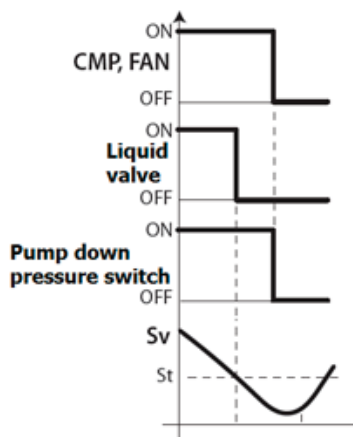 ON
CMP, FAN
OFF
ON
Liquid
valve
OFF
ON
Pump down
pressure switch
OFF
Sv
St